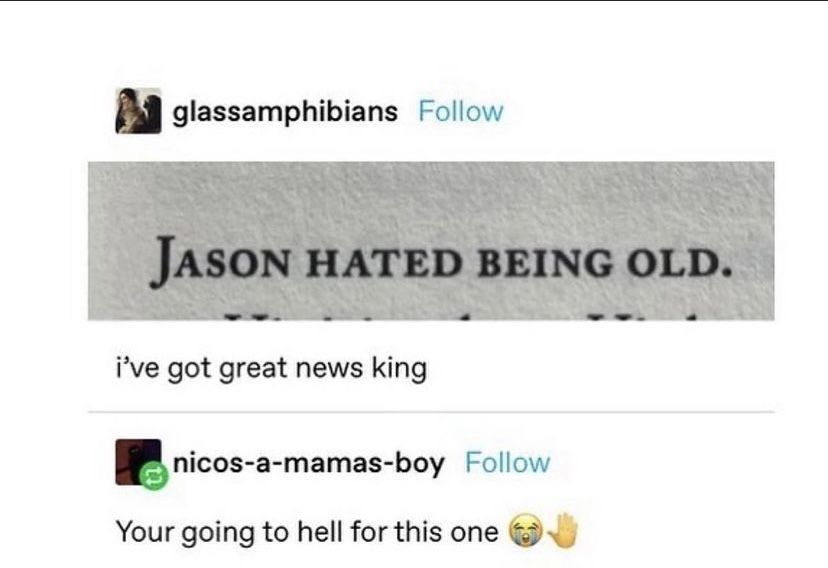 glassamphibians Follow
JASON HATED BEING OLD.
i've got great news king
nicos-a-mamas-boy Follow
Your going to hell for this one 😭🤚